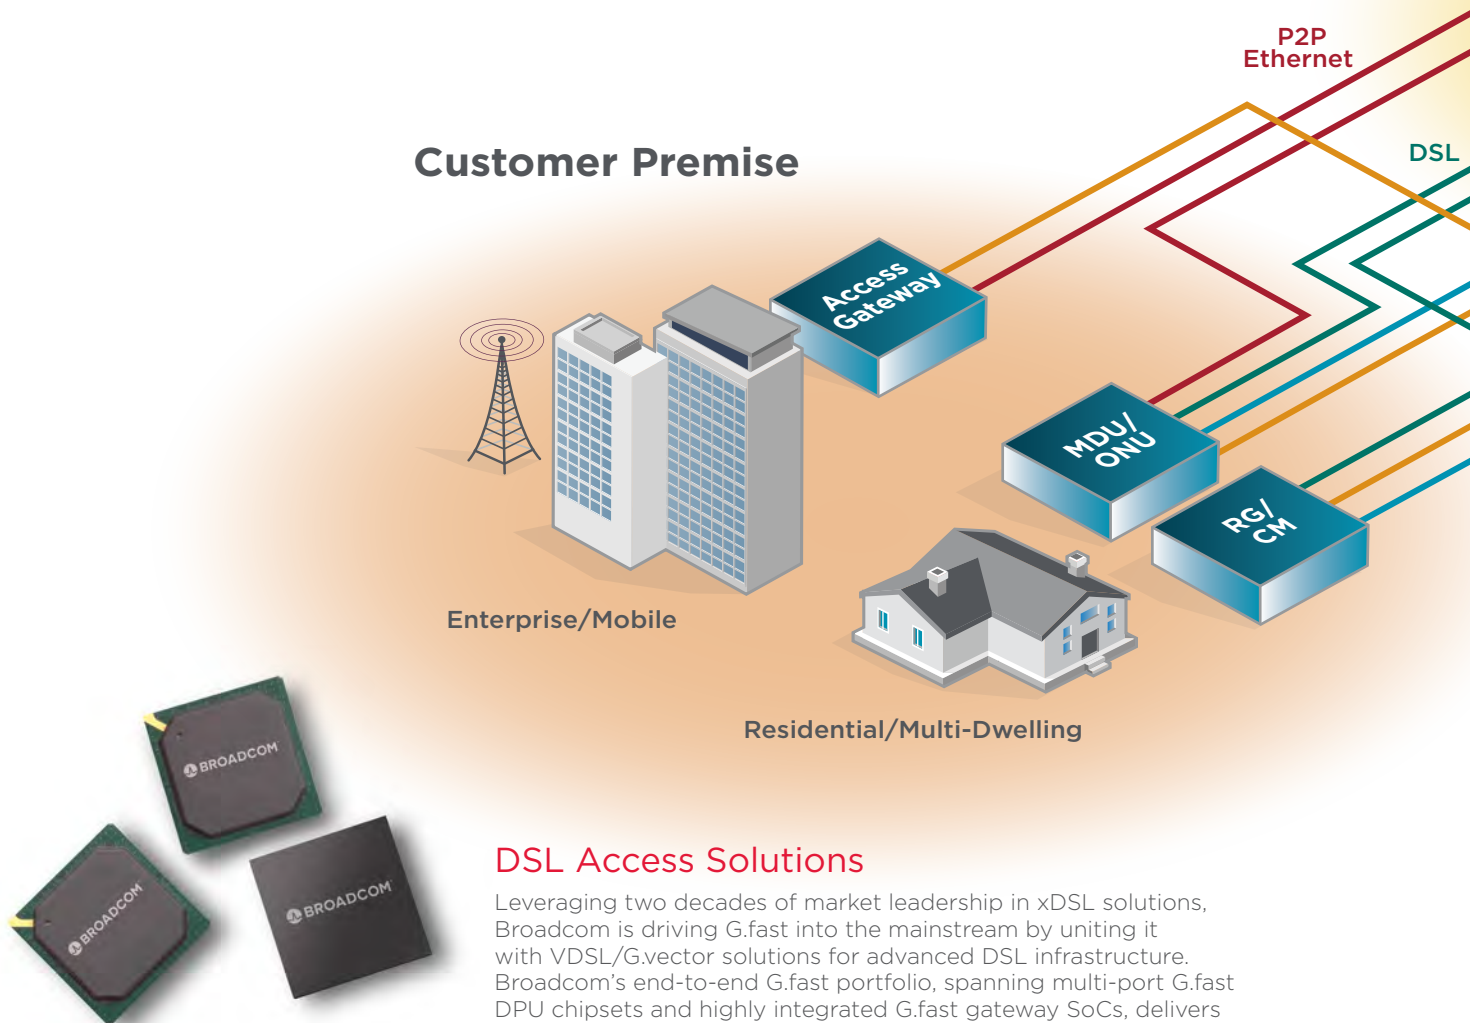 P2P
Ethernet
DSL
Customer Premise
Access
Gateway
MDU/
ONU
RG/
CM
Enterprise/Mobile
Residential/Multi-Dwelling
BROADCOM
BROADCOM
BROADCOM
DSL Access Solutions
Leveraging two decades of market leadership in xDSL solutions,
Broadcom is driving G.fast into the mainstream by uniting it
with VDSL/G.vector solutions for advanced DSL infrastructure.
Broadcom’s end-to-end G.fast portfolio, spanning multi-port G.fast
DPU chipsets and highly integrated G.fast gateway SoCs, delivers